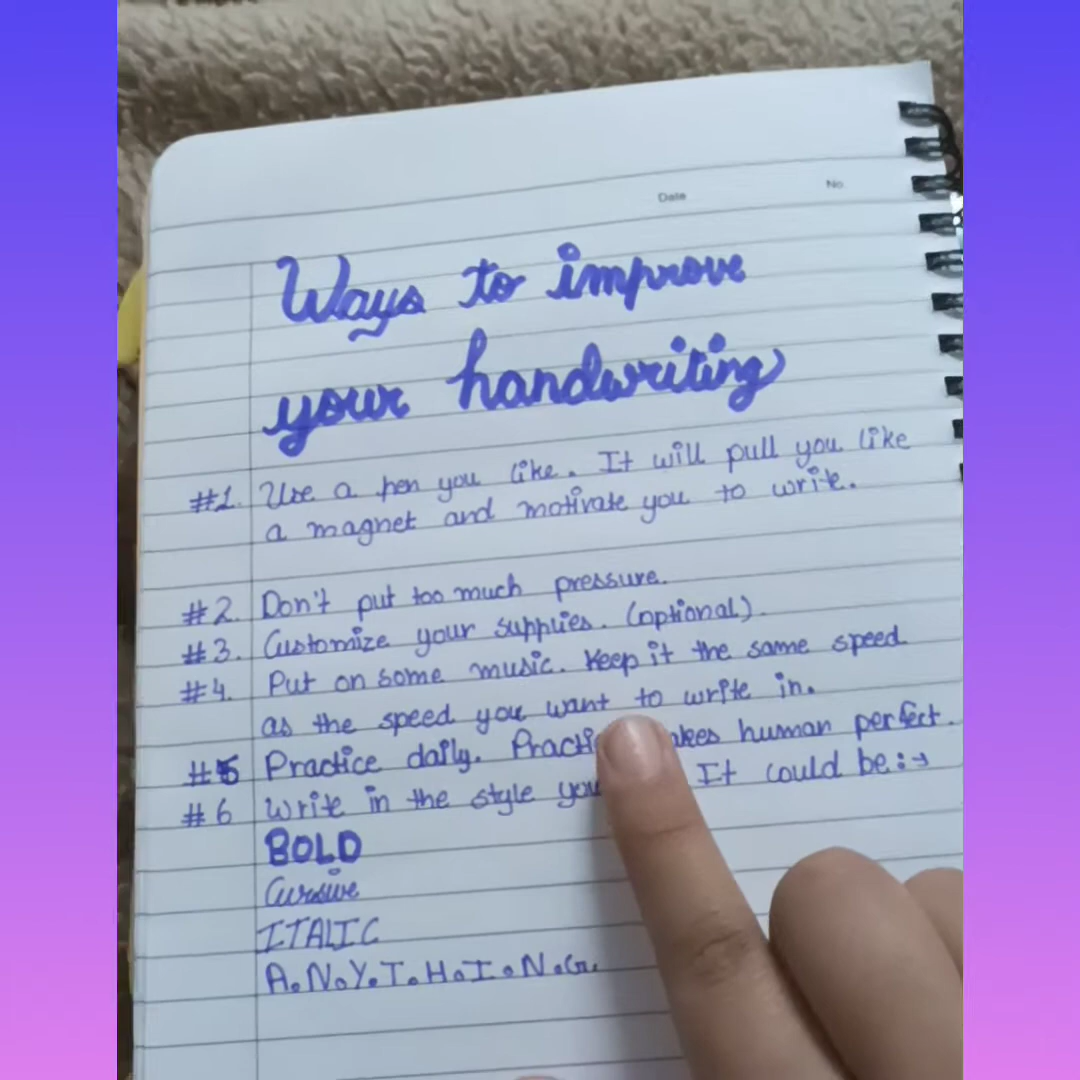 Date No
Ways to improve
your handwriting
#1. Use a pen you like. It will pull you like
a magnet and motivate you to write.
#2. Don't put too much pressure.
#3. Customize your supplies. (optional).
#4. Put on some music. Keep it the same speed
as the speed you want to write in.
#5 Practice daily. human perfect.
#6 Write in the style It could be:→
BOLD
Cursive
ITALIC
A.N.Y.T.H.I.N.G.